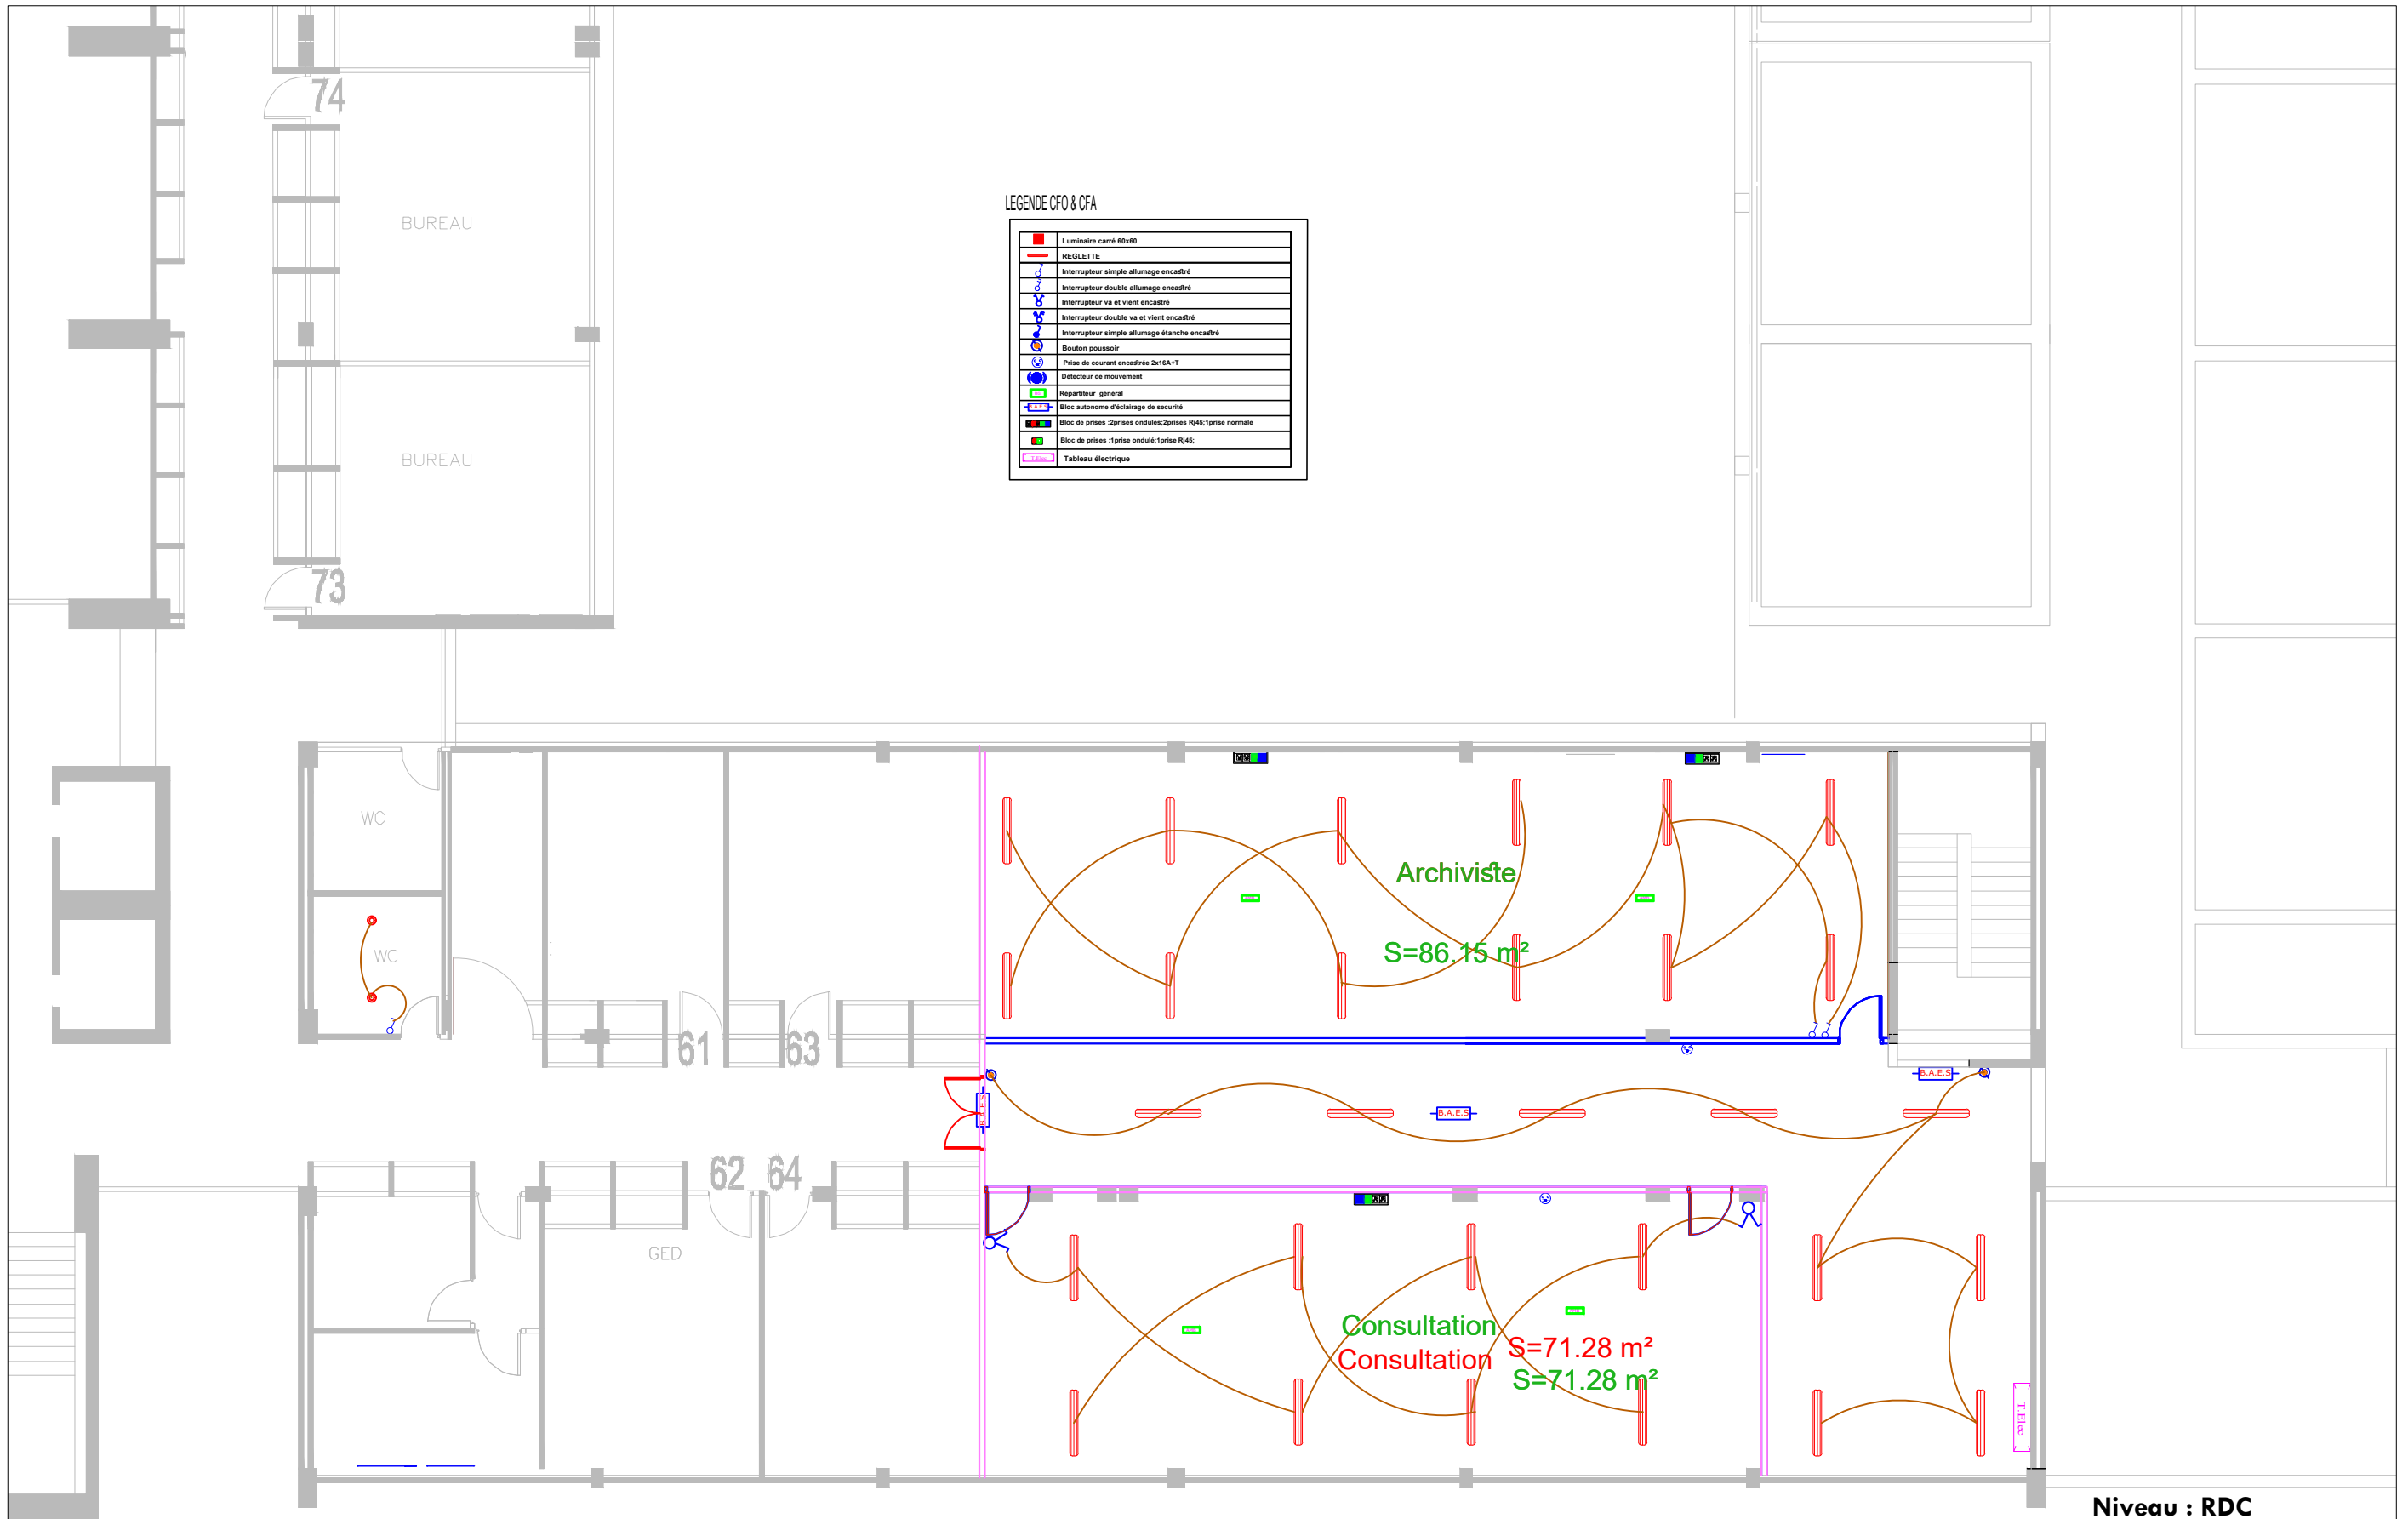 74
BUREAU
BUREAU
73
LEGENDE CFO & CFA
Luminaire carré 60x60
REGLETTE
Interrupteur simple allumage encastré
Interrupteur double allumage encastré
Interrupteur va et vient encastré
Interrupteur double va et vient encastré
Interrupteur simple allumage étanche encastré
Bouton poussoir
Prise de courant encastrée 2x16A+T
Détecteur de mouvement
Répartiteur général
B.A.E.S Bloc autonome d'éclairage de securité
Bloc de prises :2prises ondulés;2prises Rj45;1prise normale
Bloc de prises :1prise ondulé;1prise Rj45;
T.Elec Tableau électrique
WC
WC
61
63
Archiviste
S=86.15 m²
B.A.E.S
B.A.E.S
B.A.E.S
62
64
GED
Consultation
Consultation
S=71.28 m²
S=71.28 m²
T.Elec
Niveau : RDC